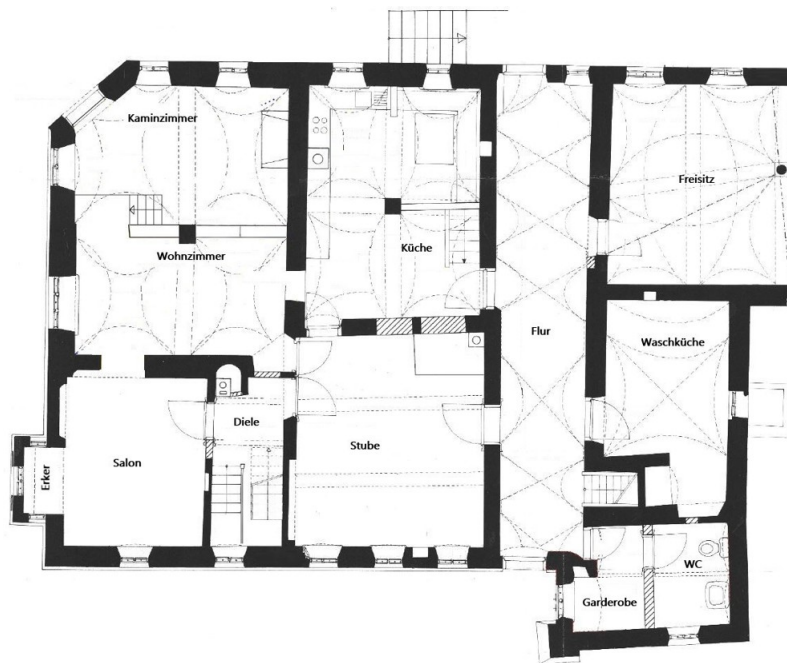 Kaminzimmer
Freisitz
Wohnzimmer
Küche
Flur
Waschküche
Diele
Stube
Salon
Erker
WC
Garderobe